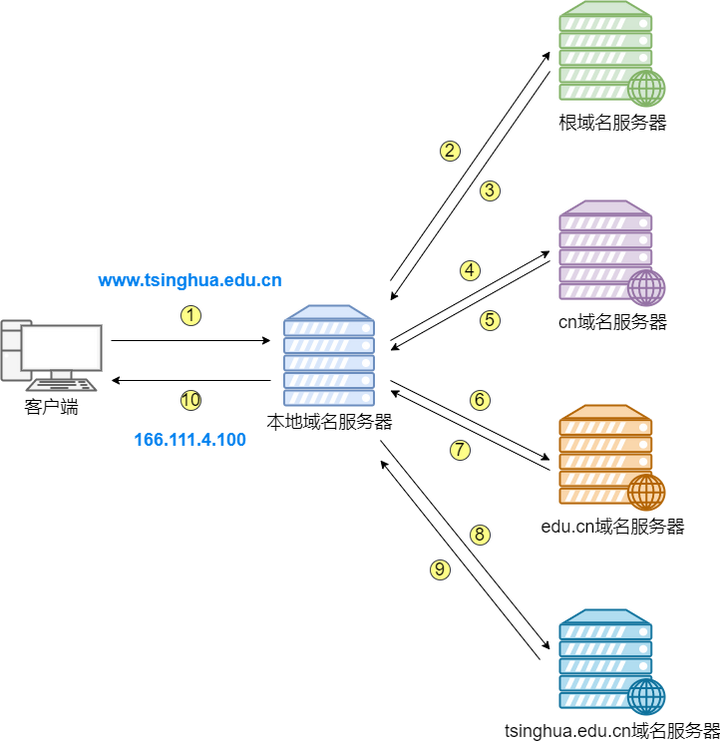 ②
根域名服务器
③
④
www.tsinghua.edu.cn
①
⑤
cn域名服务器
客户端
⑩
本地域名服务器
⑥
166.111.4.100
⑦
edu.cn域名服务器
⑧
⑨
tsinghua.edu.cn域名服务器